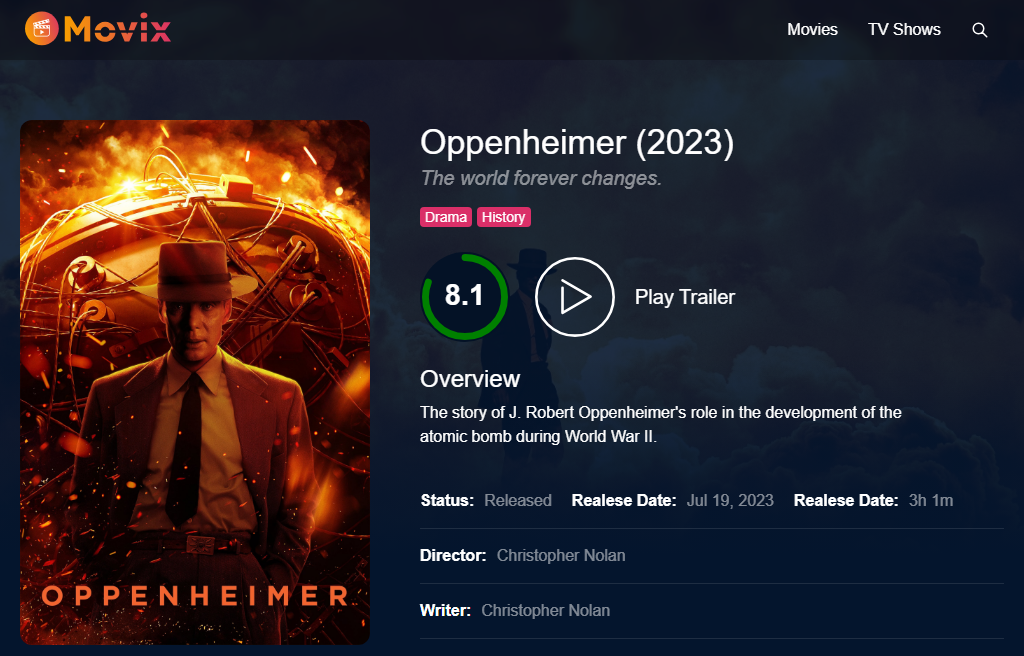 Movix
Movies
TV Shows
Oppenheimer (2023)
The world forever changes.
Drama
History
8.1
Play Trailer
Overview
The story of J. Robert Oppenheimer's role in the development of the
atomic bomb during World War II.
Status: Released Realese Date: Jul 19, 2023 Realese Date: 3h 1m
Director: Christopher Nolan
Writer: Christopher Nolan
OPPENHEIMER